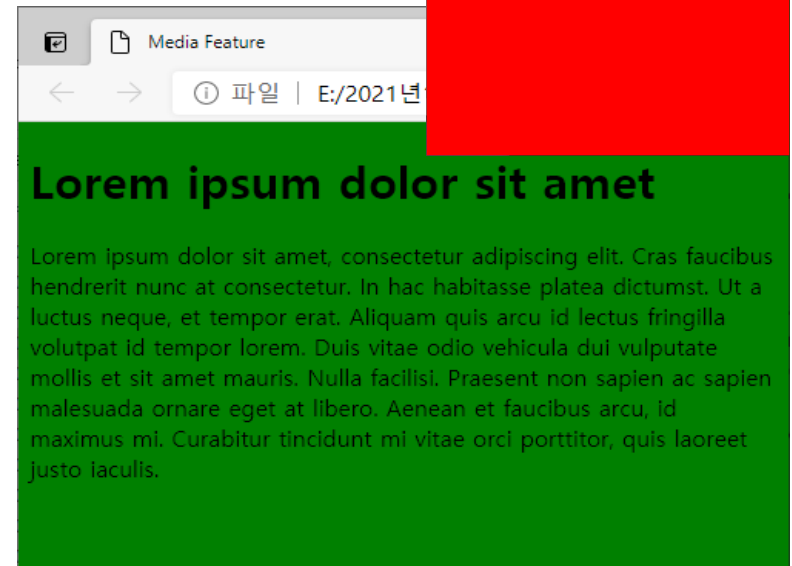 Media Feature
파일 | E:/2021년
Lorem ipsum dolor sit amet
Lorem ipsum dolor sit amet, consectetur adipiscing elit. Cras faucibus
hendrerit nunc at consectetur. In hac habitasse platea dictumst. Ut a
luctus neque, et tempor erat. Aliquam quis arcu id lectus fringilla
volutpat id tempor lorem. Duis vitae odio vehicula dui vulputate
mollis et sit amet mauris. Nulla facilisi. Praesent non sapien ac sapien
malesuada ornare eget at libero. Aenean et faucibus arcu, id
maximus mi. Curabitur tincidunt mi vitae orci porttitor, quis laoreet
justo iaculis.